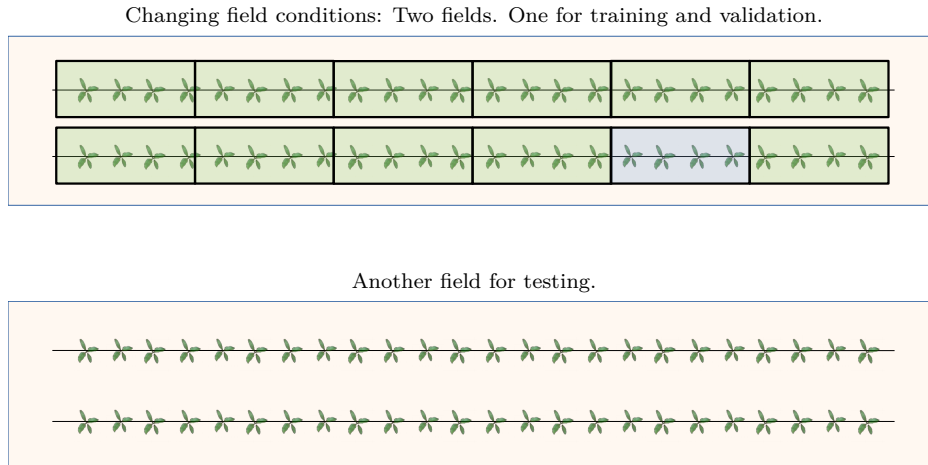 Changing field conditions: Two fields. One for training and validation.
Another field for testing.